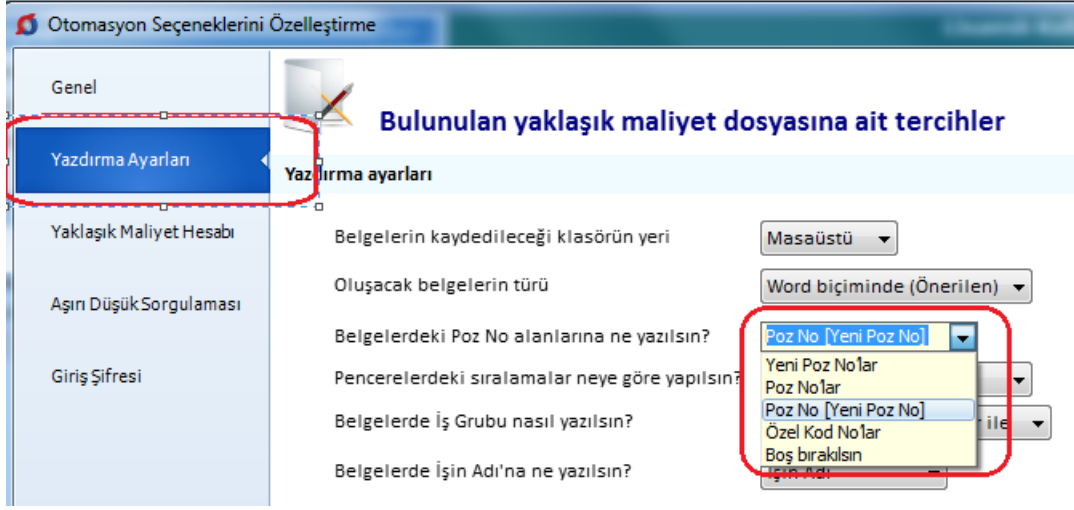 Otomasyon Seçeneklerini Özelleştirme
Genel
Yazdırma Ayarları
Yaklaşık Maliyet Hesabı
Aşırı Düşük Sorgulaması
Giriş Şifresi
Bulunulan yaklaşık maliyet dosyasına ait tercihler
Yazdırma ayarları
Belgelerin kaydedileceği klasörün yeri Masaüstü
Oluşacak belgelerin türü Word biçiminde (Önerilen)
Belgelerdeki Poz No alanlarına ne yazılsın? Poz No [Yeni Poz No]
Yeni Poz No'lar
Poz No'lar
Poz No [Yeni Poz No]
Özel Kod No'lar
Boş bırakılsın
Pencerelerdeki sıralamalar neye göre yapılsın?
Belgelerde İş Grubu nasıl yazılsın? ile
Belgelerde İşin Adı'na ne yazılsın? İşin Adı